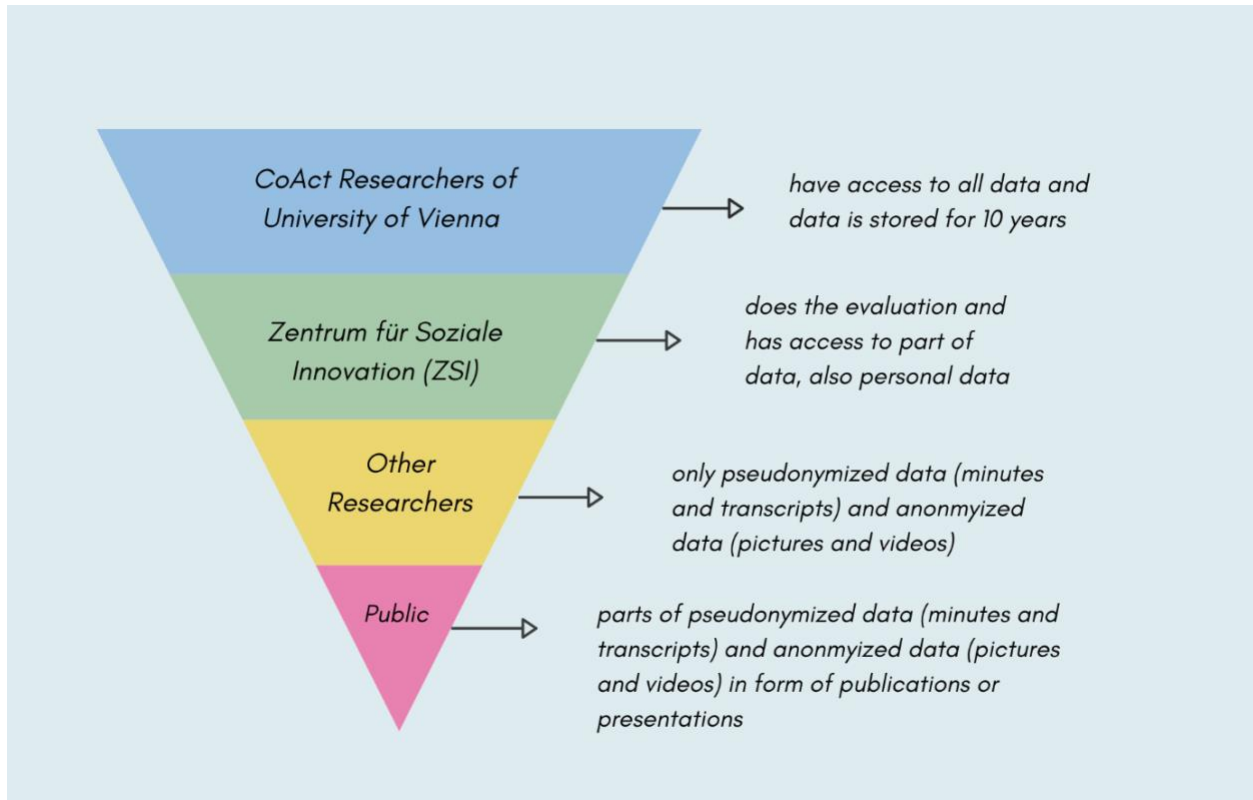 CoAct Researchers of
University of Vienna
have access to all data and
data is stored for 10 years
Zentrum für Soziale
Innovation (ZSI)
does the evaluation and
has access to part of
data, also personal data
Other
Researchers
only pseudonymized data (minutes
and transcripts) and anonmyized
data (pictures and videos)
Public
parts of pseudonymized data (minutes and
transcripts) and anonmyized data (pictures
and videos) in form of publications or
presentations